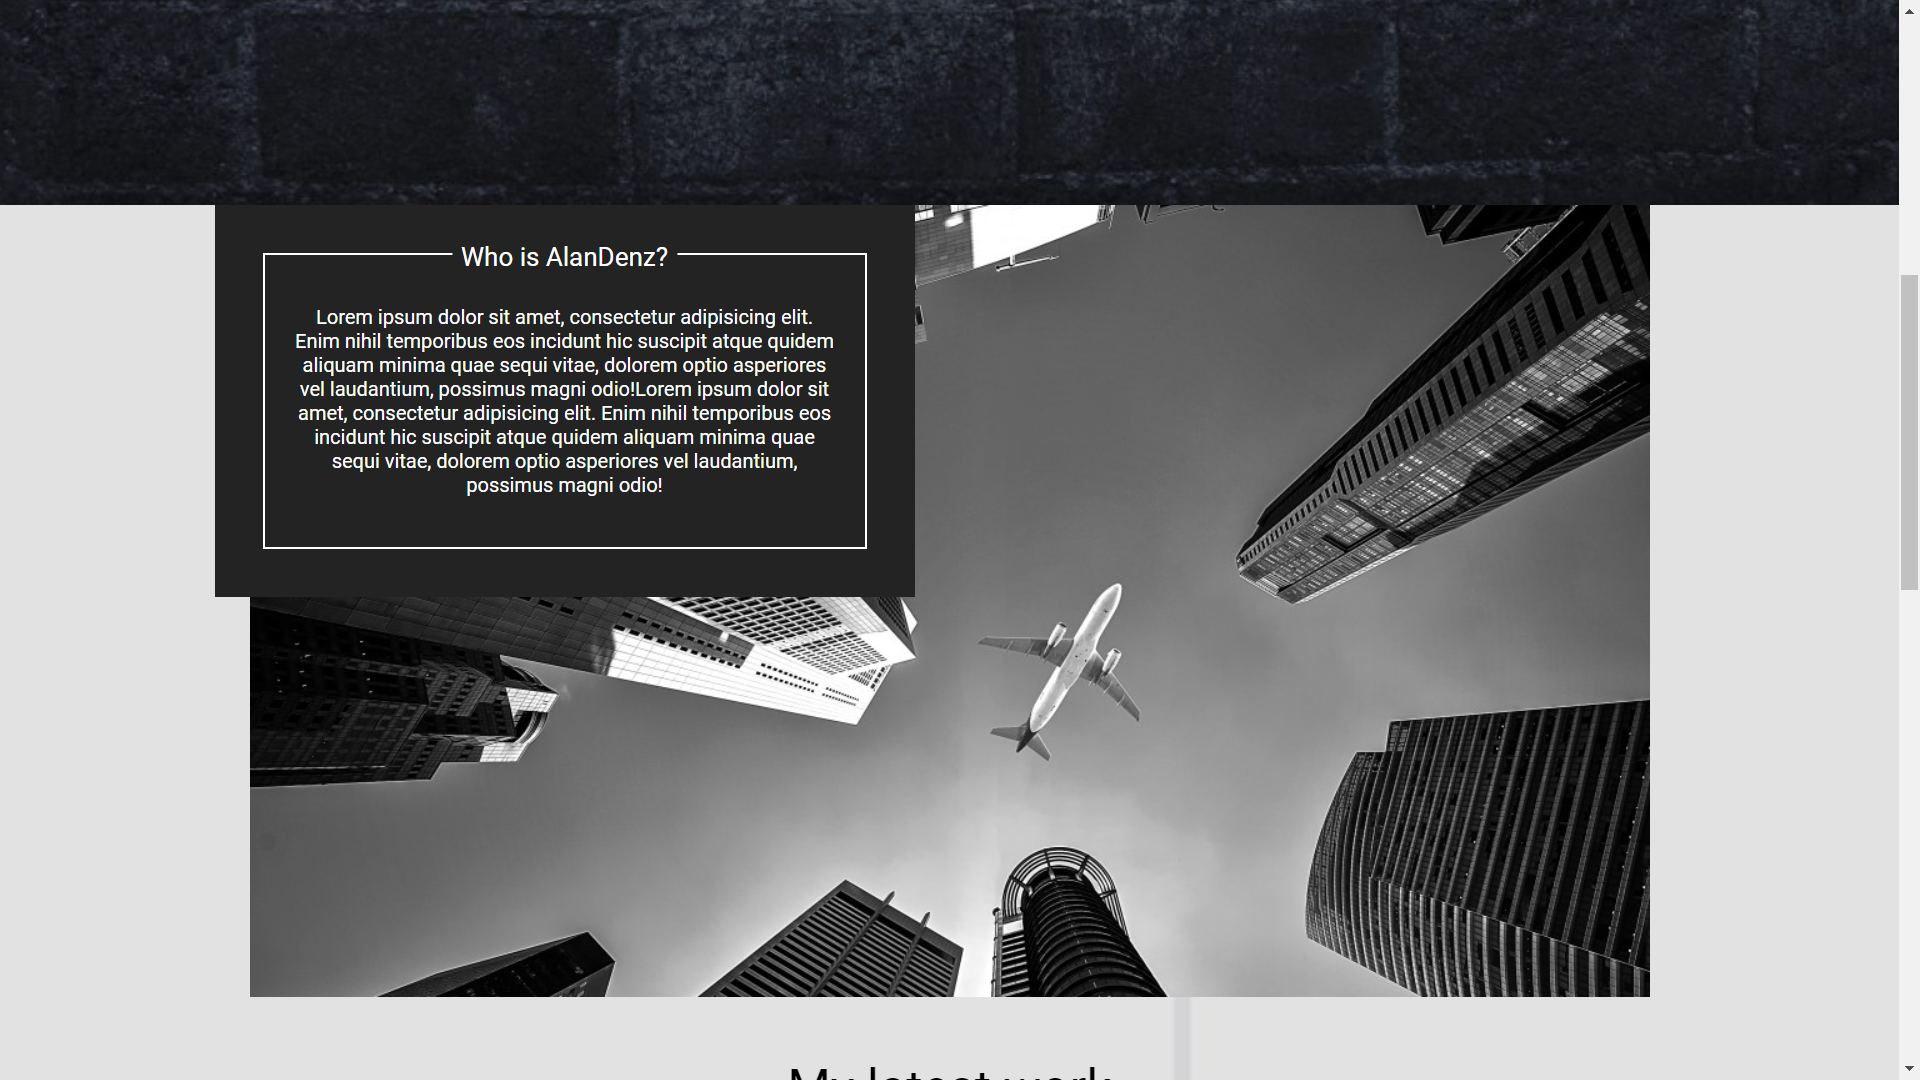 Who is AlanDenz?
Lorem ipsum dolor sit amet, consectetur adipisicing elit.
Enim nihil temporibus eos incidunt hic suscipit atque quidem
aliquam minima quae sequi vitae, dolorem optio asperiores
vel laudantium, possimus magni odio!Lorem ipsum dolor sit
amet, consectetur adipisicing elit. Enim nihil temporibus eos
incidunt hic suscipit atque quidem aliquam minima quae
sequi vitae, dolorem optio asperiores vel laudantium,
possimus magni odio!
My latest work